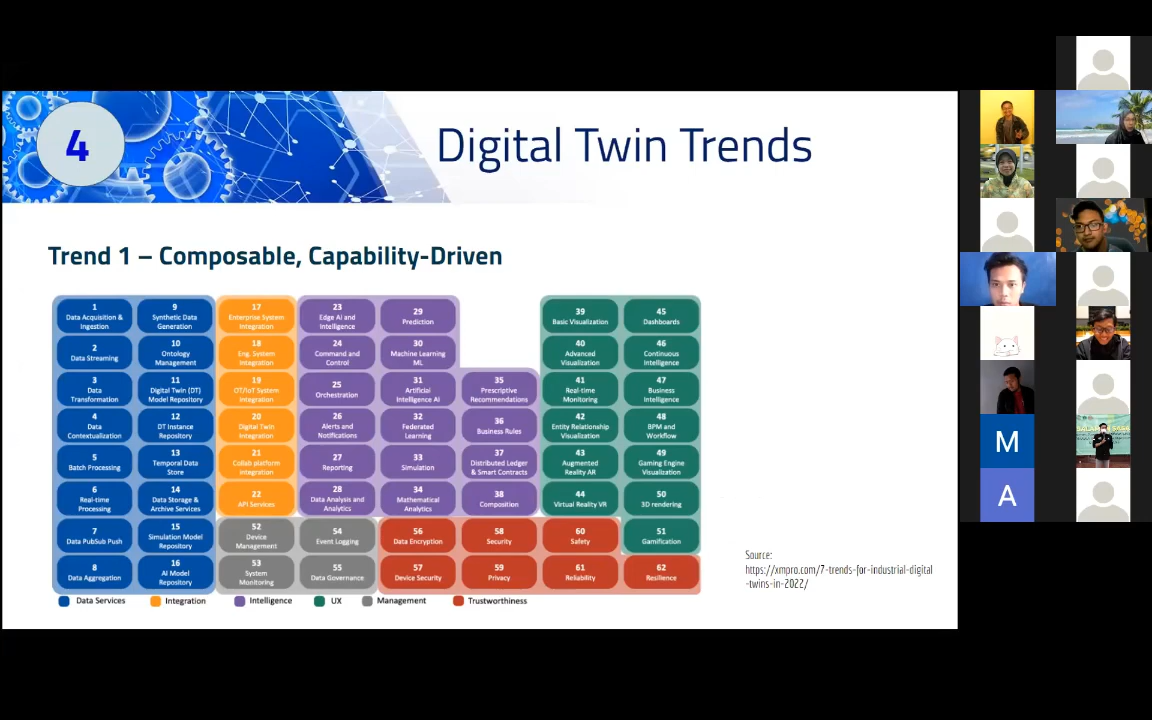 4
Digital Twin Trends
Trend 1 – Composable, Capability-Driven
1
Data Acquisition &
Ingestion
9
Synthetic Data
Generation
17
Enterprise System
Integration
23
Edge AI and
Intelligence
29
Prediction
39
Basic Visualization
45
Dashboards
2
Data Streaming
10
Ontology
Management
18
Eng. System
Integration
24
Command and
Control
30
Machine Learning
ML
40
Advanced
Visualization
46
Continuous
Intelligence
3
Data
Transformation
11
Digital Twin (DT)
Model Repository
19
OT/IoT System
Integration
25
Orchestration
31
Artificial
Intelligence AI
35
Prescriptive
Recommendations
41
Real-time
Monitoring
47
Business
Intelligence
4
Data
Contextualization
12
DT Instance
Repository
20
Digital Twin
Integration
26
Alerts and
Notifications
32
Federated
Learning
36
Business Rules
42
Entity Relationship
Visualization
48
BPM and
Workflow
5
Batch Processing
13
Temporal Data
Store
21
Collab platform
Integration
27
Reporting
33
Simulation
37
Distributed Ledger
& Smart Contracts
43
Augmented
Reality AR
49
Gaming Engine
Visualization
6
Real-time
Processing
14
Data Storage &
Archive Services
22
API Services
28
Data Analysis and
Analytics
34
Mathematical
Analytics
38
Composition
44
Virtual Reality VR
50
3D rendering
7
Data PubSub Push
15
Simulation Model
Repository
52
Device
Management
54
Event Logging
56
Data Encryption
58
Security
60
Safety
51
Gamification
8
Data Aggregation
16
AI Model
Repository
53
System
Monitoring
55
Data Governance
57
Device Security
59
Privacy
61
Reliability
62
Resilience
Data Services
Integration
Intelligence
UX
Management
Trustworthiness
Source:
https://xmpro.com/7-trends-for-industrial-digital
-twins-in-2022/
M
A